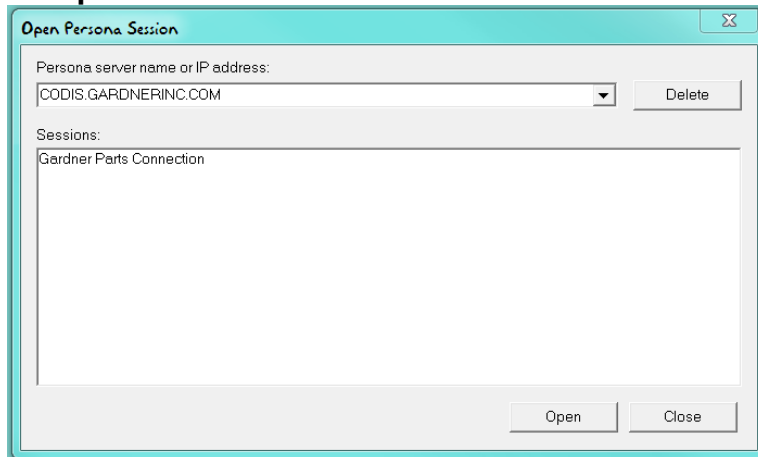 Open Persona Session
Persona server name or IP address:
CODIS.GARDNERINC.COM
Delete
Sessions:
Gardner Parts Connection
Open
Close